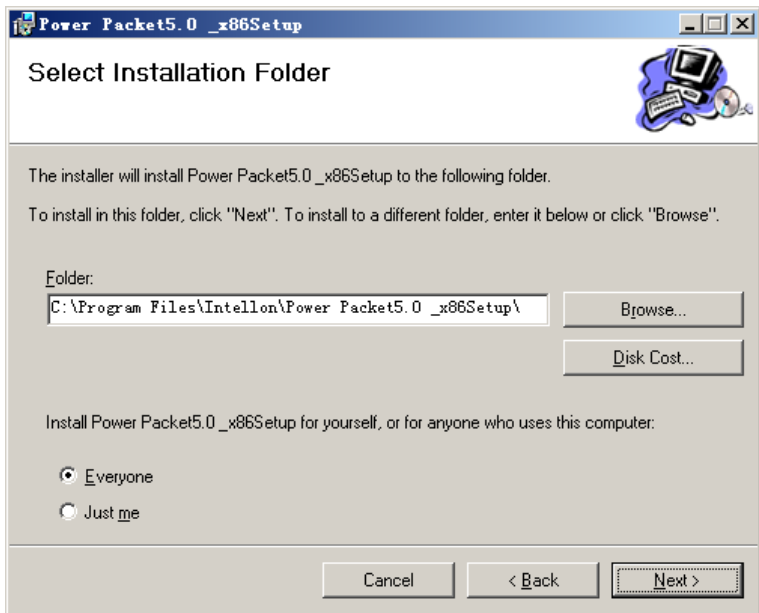 Power Packet5.0 _x86Setup
Select Installation Folder
The installer will install Power Packet5.0 _x86Setup to the following folder.
To install in this folder, click "Next". To install to a different folder, enter it below or click "Browse".
Folder:
C:\Program Files\Intellon\Power Packet5.0 _x86Setup\
Browse...
Disk Cost...
Install Power Packet5.0 _x86Setup for yourself, or for anyone who uses this computer:
Everyone
Just me
Cancel
< Back
Next >